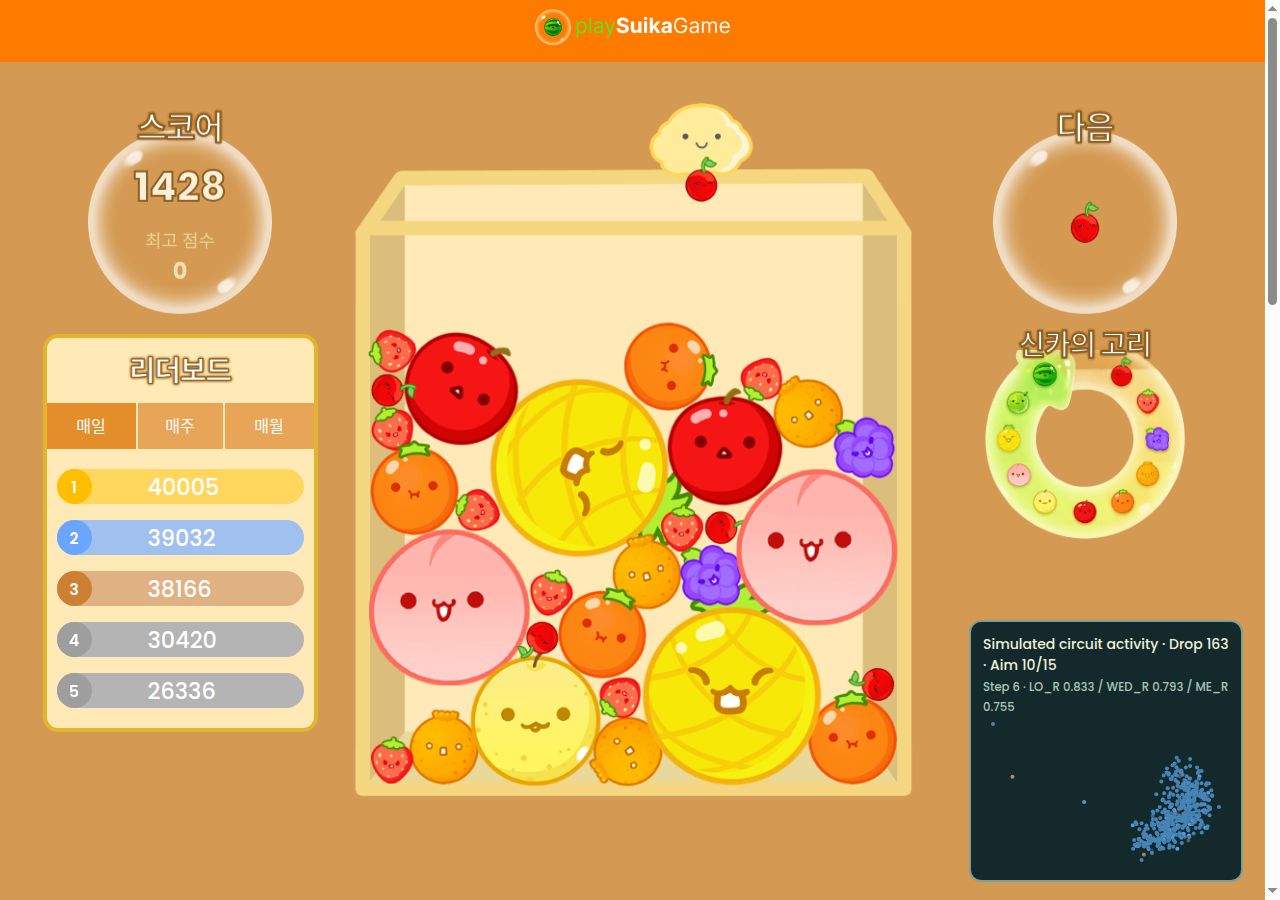 playSuikaGame
스코어
1428
최고 점수
0
다음
리더보드
매일 매주 매월
1 40005
2 39032
3 38166
4 30420
5 26336
신카의 고리
Simulated circuit activity · Drop 163
· Aim 10/15
Step 6 · LO_R 0.833 / WED_R 0.793 / ME_R
0.755